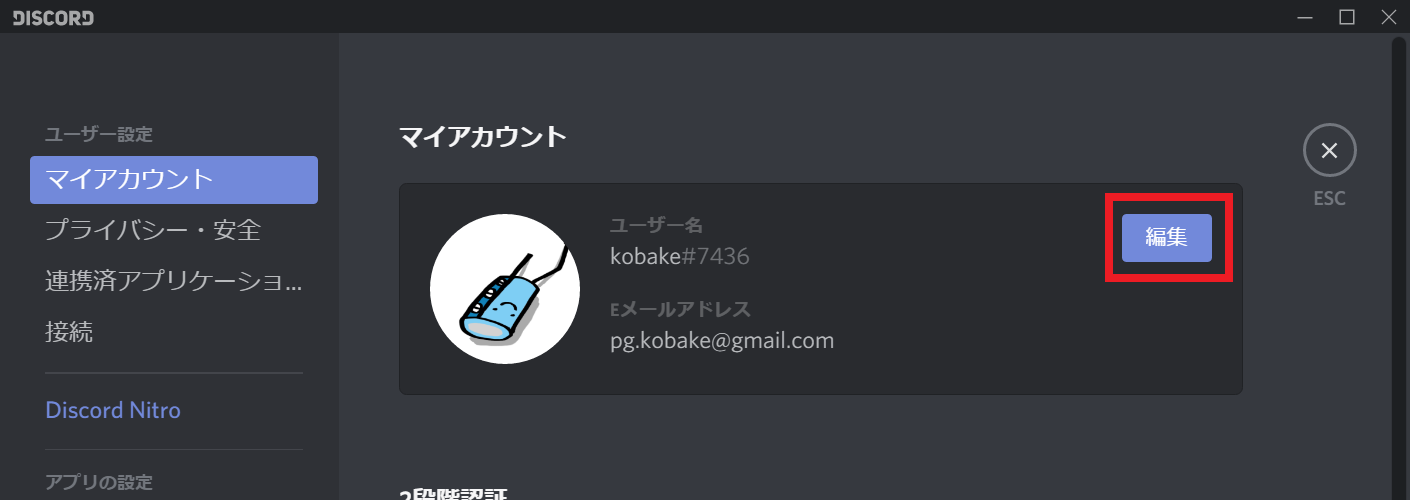 DISCORD
ユーザー設定
マイアカウント
プライバシー・安全
連携済アプリケーショ...
接続
Discord Nitro
アプリの設定
マイアカウント
ユーザー名
kobake#7436
Eメールアドレス
pg.kobake@gmail.com
編集
ESC
2段階認証